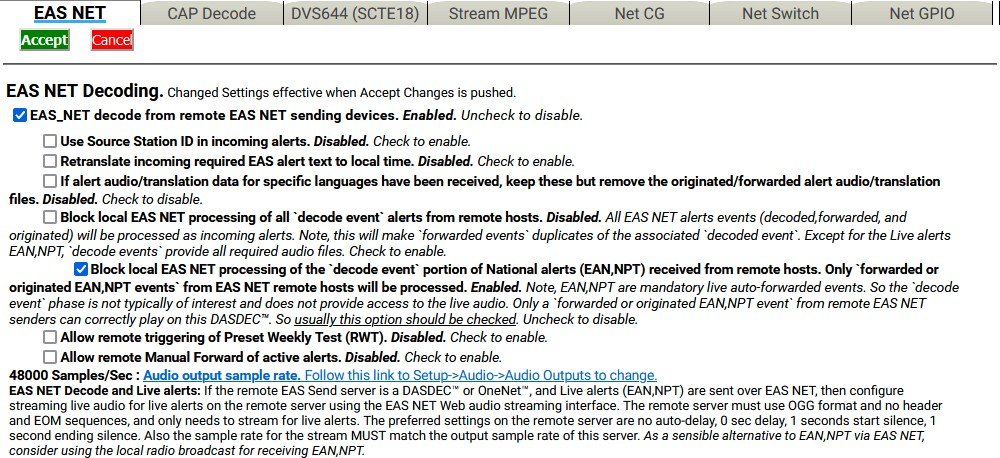 EAS NET CAP Decode DVS644 (SCTE18) Stream MPEG Net CG Net Switch Net GPIO
Accept Cancel
EAS NET Decoding. Changed Settings effective when Accept Changes is pushed.
EAS_NET decode from remote EAS NET sending devices. Enabled. Uncheck to disable.
Use Source Station ID in incoming alerts. Disabled. Check to enable.
Retranslate incoming required EAS alert text to local time. Disabled. Check to enable.
If alert audio/translation data for specific languages have been received, keep these but remove the originated/forwarded alert audio/translation
files. Disabled. Check to disable.
Block local EAS NET processing of all `decode event` alerts from remote hosts. Disabled. All EAS NET alerts events (decoded,forwarded, and
originated) will be processed as incoming alerts. Note, this will make `forwarded events` duplicates of the associated `decoded event`. Except for the Live alerts
EAN,NPT, `decode events` provide all required audio files. Check to enable.
Block local EAS NET processing of the `decode event` portion of National alerts (EAN,NPT) received from remote hosts. Only `forwarded or
originated EAN,NPT events` from EAS NET remote hosts will be processed. Enabled. Note, EAN,NPT are mandatory live auto-forwarded events. So the `decode
event` phase is not typically of interest and does not provide access to the live audio. Only a `forwarded or originated EAN,NPT event` from remote EAS NET
senders can correctly play on this DASDEC™. So usually this option should be checked. Uncheck to disable.
Allow remote triggering of Preset Weekly Test (RWT). Disabled. Check to enable.
Allow remote Manual Forward of active alerts. Disabled. Check to enable.
48000 Samples/Sec : Audio output sample rate. Follow this link to Setup->Audio->Audio Outputs to change.
EAS NET Decode and Live alerts: If the remote EAS Send server is a DASDEC™ or OneNet™, and Live alerts (EAN,NPT) are sent over EAS NET, then configure
streaming live audio for live alerts on the remote server using the EAS NET Web audio streaming interface. The remote server must use OGG format and no header
and EOM sequences, and only needs to stream for live alerts. The preferred settings on the remote server are no auto-delay, 0 sec delay, 1 seconds start silence, 1
second ending silence. Also the sample rate for the stream MUST match the output sample rate of this server. As a sensible alternative to EAN,NPT via EAS NET,
consider using the local radio broadcast for receiving EAN,NPT.